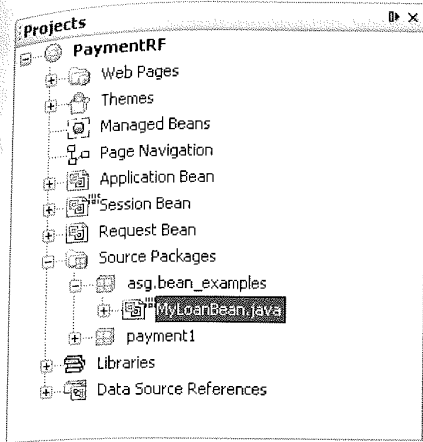 Projects
PaymentRF
Web Pages
Themes
Managed Beans
Page Navigation
Application Bean
Session Bean
Request Bean
Source Packages
asg.bean_examples
MyLoanBean.java
payment1
Libraries
Data Source References